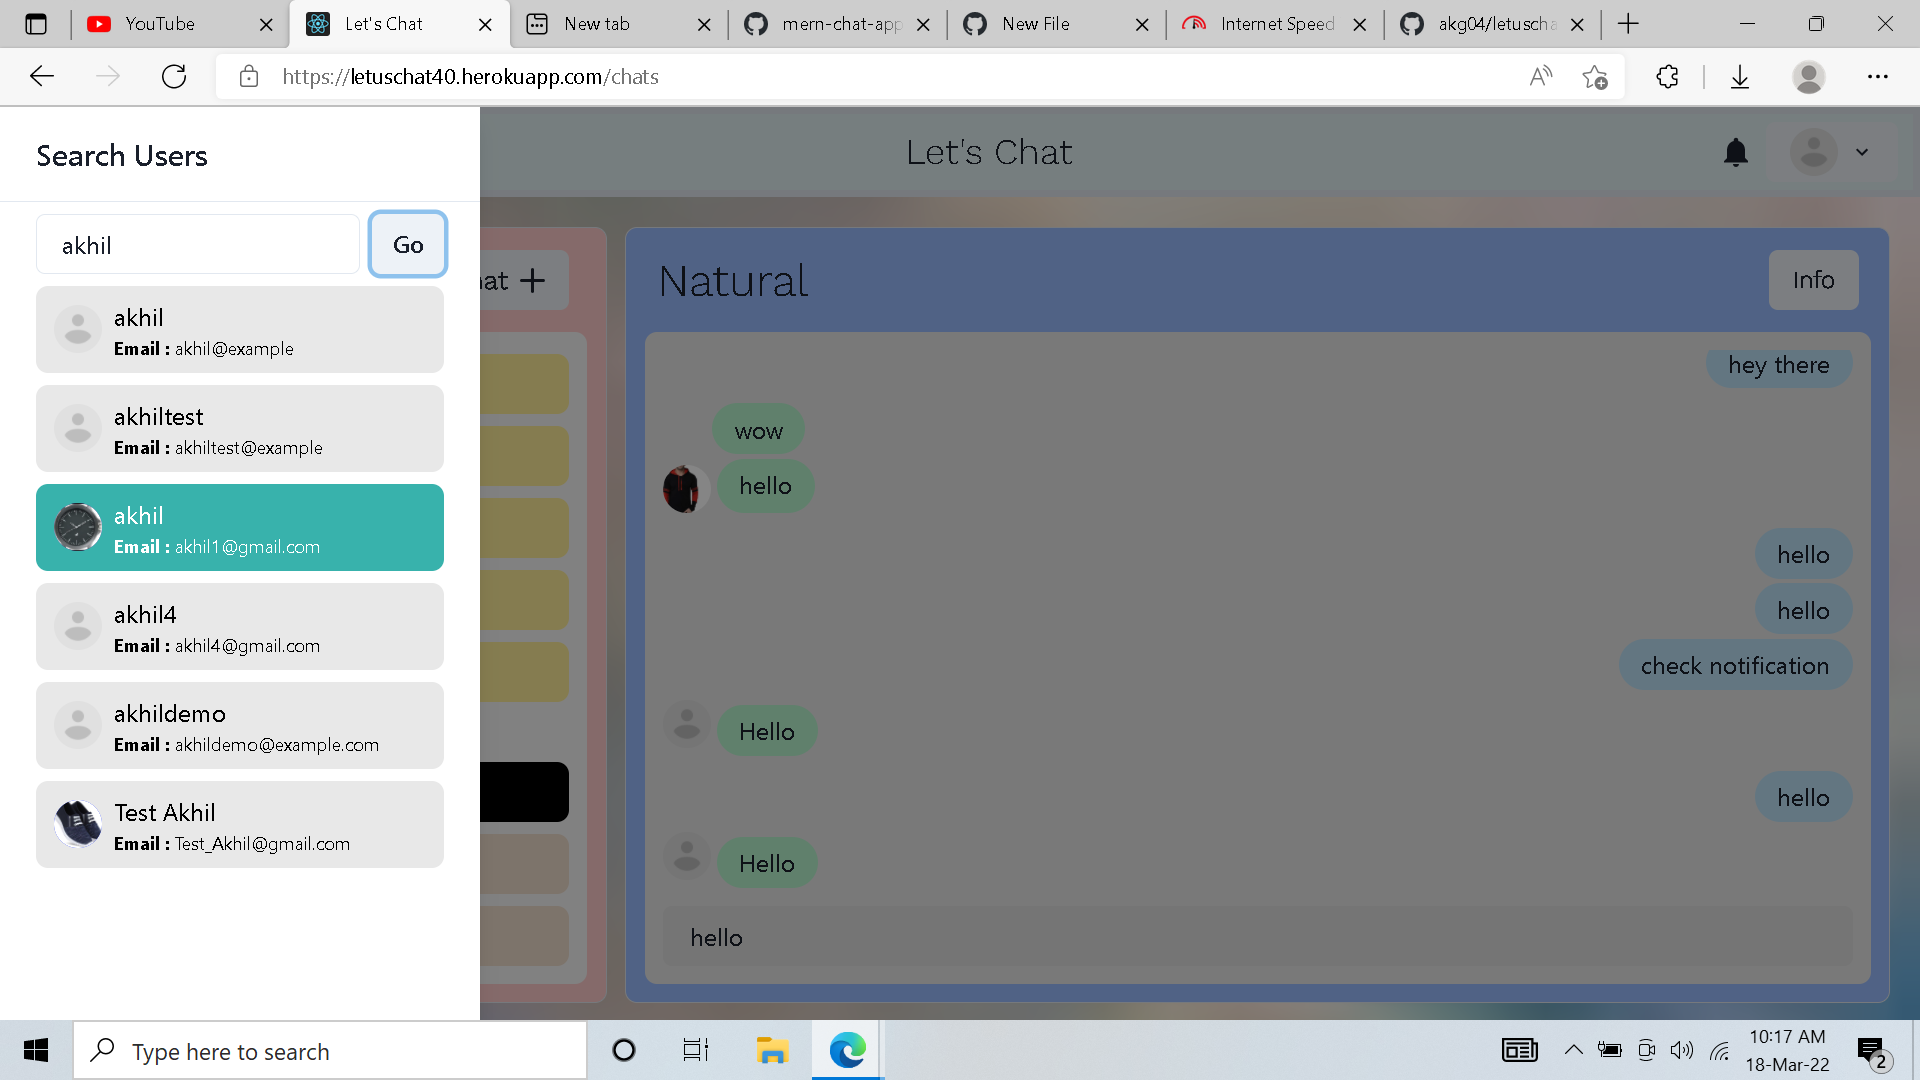 YouTube
Let's Chat
New tab
mern-chat-app
New File
Internet Speed
akg04/letuscha
https://letuschat40.herokuapp.com/chats
Search Users
Let's Chat
akhil
Go
akhil
Email : akhil@example
akhiltest
Email : akhiltest@example
akhil
Email : akhil1@gmail.com
akhil4
Email : akhil4@gmail.com
akhildemo
Email : akhildemo@example.com
Test Akhil
Email : Test_Akhil@gmail.com
hat +
Natural
Info
hey there
wow
hello
hello
hello
check notification
Hello
hello
Hello
hello
Type here to search
10:17 AM
18-Mar-22
2